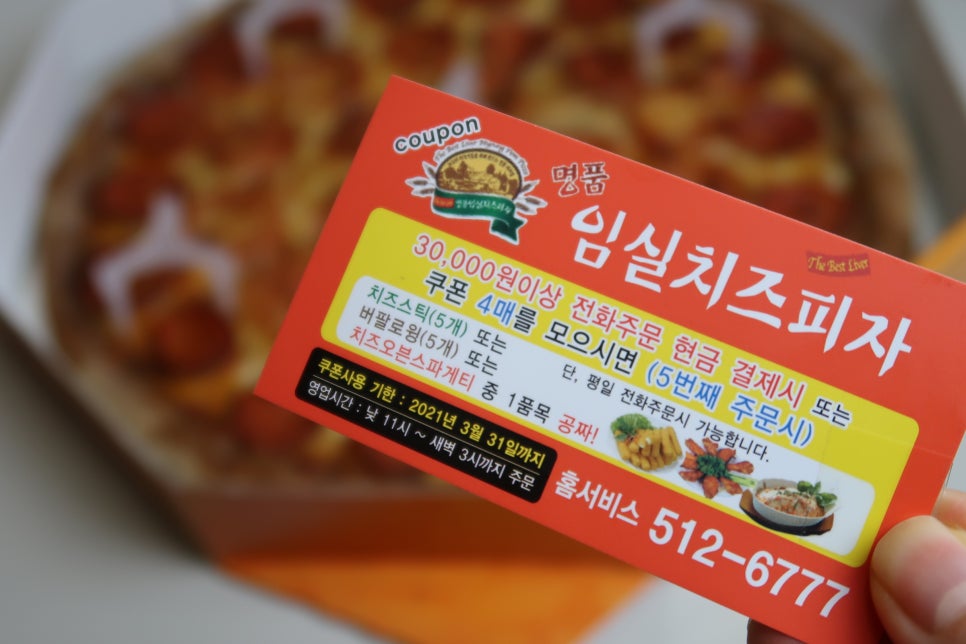 coupon
명품
임실치즈피자
The Best Liver
30,000원이상 전화주문 현금 결제시 또는
쿠폰 4매를 모으시면 (5번째 주문시)
치즈스틱(5개) 또는
버팔로윙(5개) 또는
치즈오븐스파게티 중 1품목 공짜!
단, 평일 전화주문시 가능합니다.
쿠폰사용 기한 : 2021년 3월 31일까지
영업시간 : 낮 11시 ~ 새벽 3시까지 주문
홈서비스 512-6777